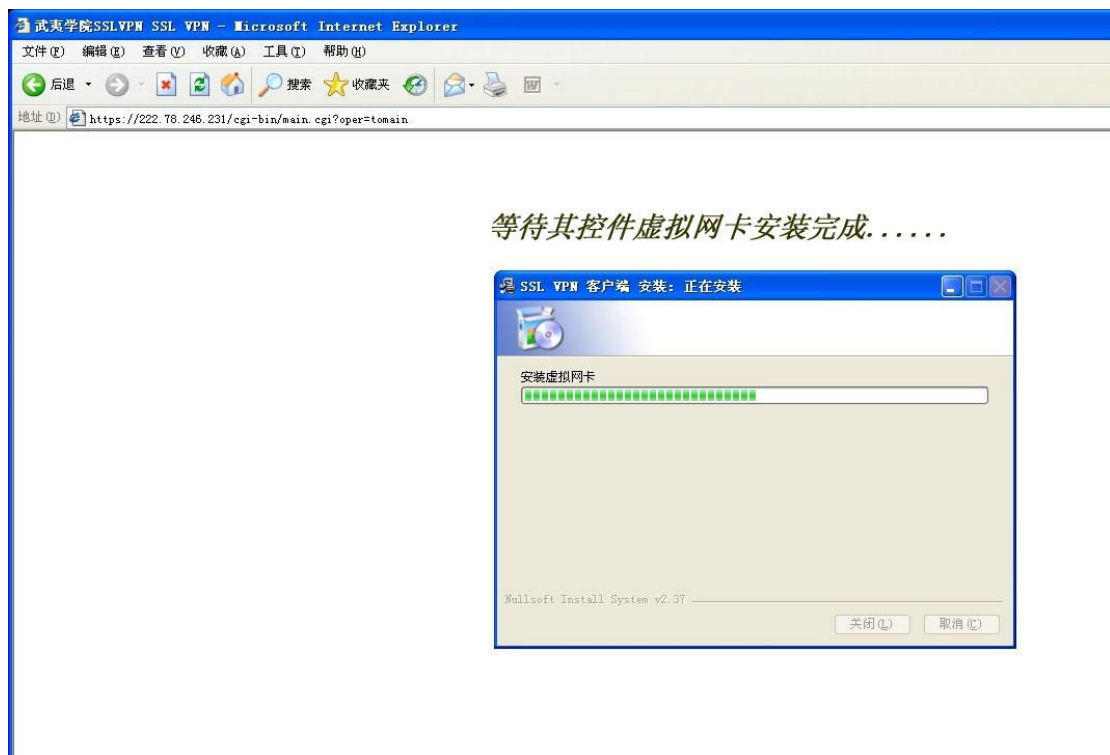 武夷学院SSLVPN SSL VPN - Microsoft Internet Explorer
文件(F) 编辑(E) 查看(V) 收藏(A) 工具(T) 帮助(H)
后退 搜索 收藏夹
地址(D) https://222.78.246.231/cgi-bin/main.cgi?oper=tomain
等待其控件虚拟网卡安装完成......
SSL VPN 客户端 安装: 正在安装
安装虚拟网卡
Nullsoft Install System v2.37
关闭(L) 取消(C)